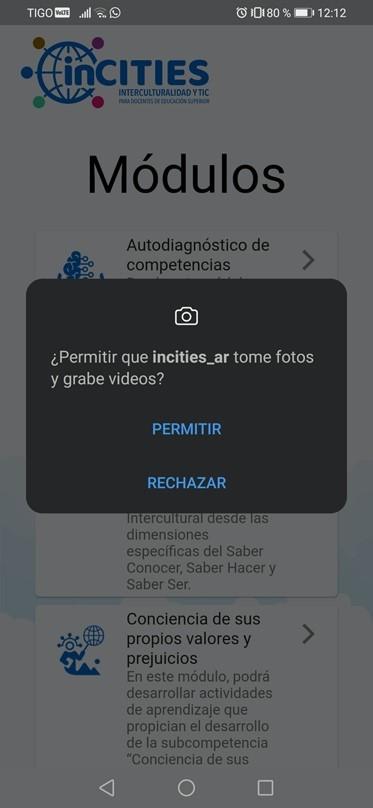 TIGO VoLTE 80 % 12:12
inCITIES
INTERCULTURALIDAD Y TIC
PARA DOCENTES DE EDUCACIÓN SUPERIOR
Módulos
Autodiagnóstico de
competencias
¿Permitir que incities_ar tome fotos
y grabe videos?
PERMITIR
RECHAZAR
Intercultural desde las
dimensiones
específicas del Saber
Conocer, Saber Hacer y
Saber Ser.
Conciencia de sus
propios valores y
prejuicios
En este módulo, podrá
desarrollar actividades
de aprendizaje que
propician el desarrollo
de la subcompetencia
“Conciencia de sus